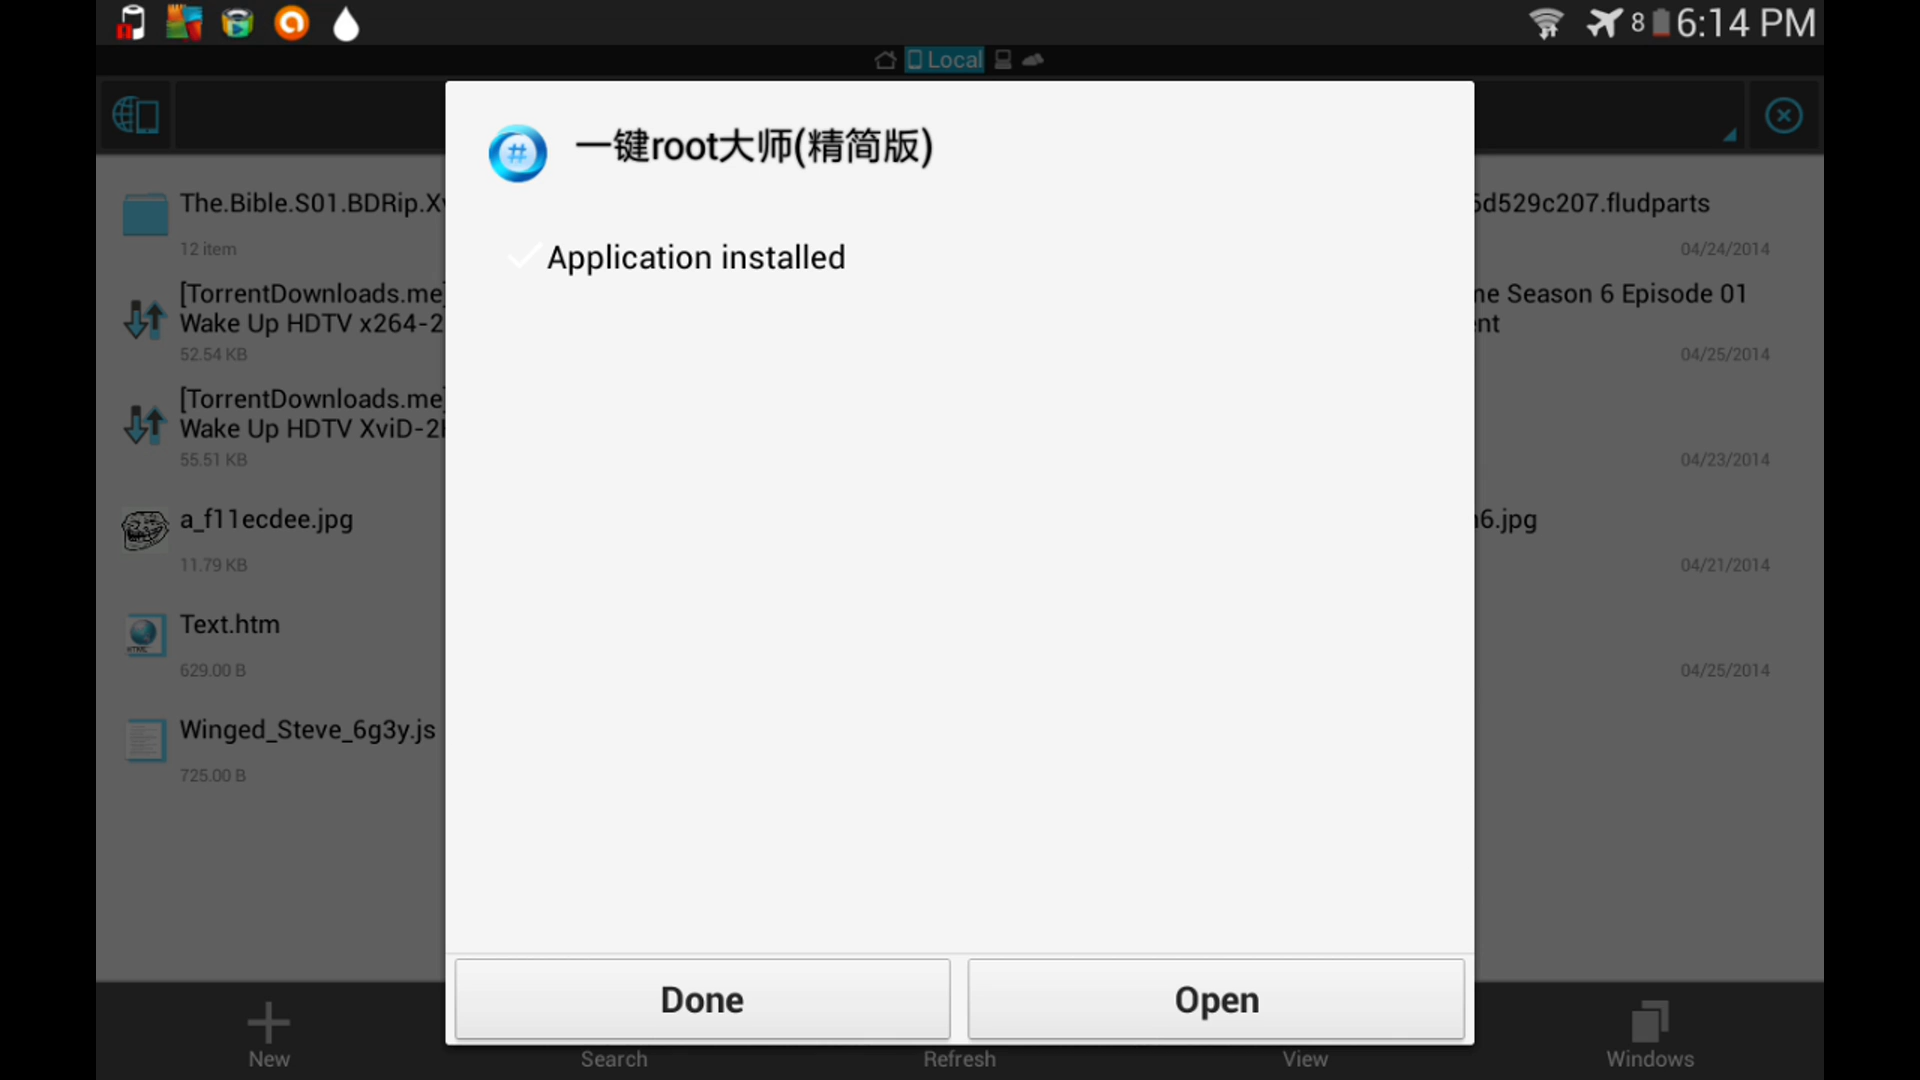 8 6:14 PM
Local
一键root大师(精简版)
Application installed
The.Bible.S01.BDRip.Xv
12 item
5d529c207.fludparts
04/24/2014
[TorrentDownloads.me]
Wake Up HDTV x264-2
52.54 KB
me Season 6 Episode 01
ent
04/25/2014
[TorrentDownloads.me]
Wake Up HDTV XviD-2
55.51 KB
04/23/2014
a_f11ecdee.jpg
11.79 KB
6.jpg
04/21/2014
Text.htm
629.00 B
04/25/2014
Winged_Steve_6g3y.js
725.00 B
Done
Open
New
Search
Refresh
View
Windows